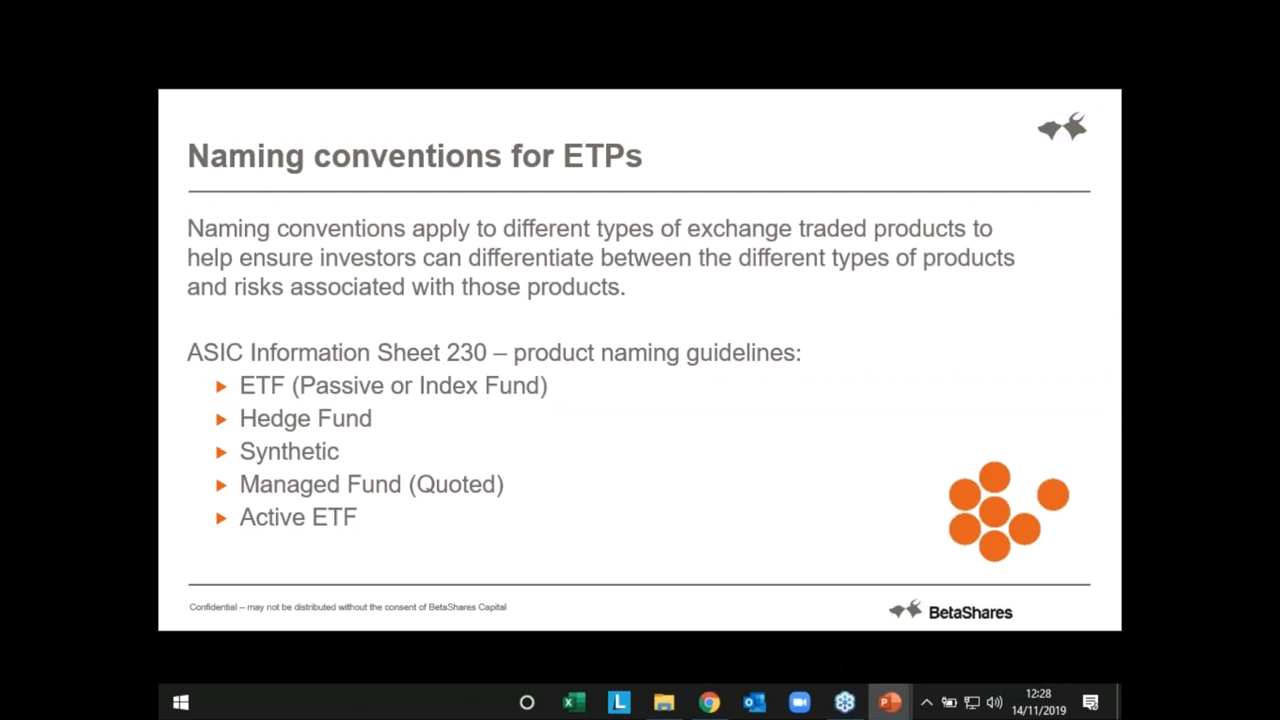 Naming conventions for ETPs
Naming conventions apply to different types of exchange traded products to
help ensure investors can differentiate between the different types of products
and risks associated with those products.
ASIC Information Sheet 230 – product naming guidelines:
ETF (Passive or Index Fund)
Hedge Fund
Synthetic
Managed Fund (Quoted)
Active ETF
Confidential – may not be distributed without the consent of BetaShares Capital
BetaShares
12:28
14/11/2019